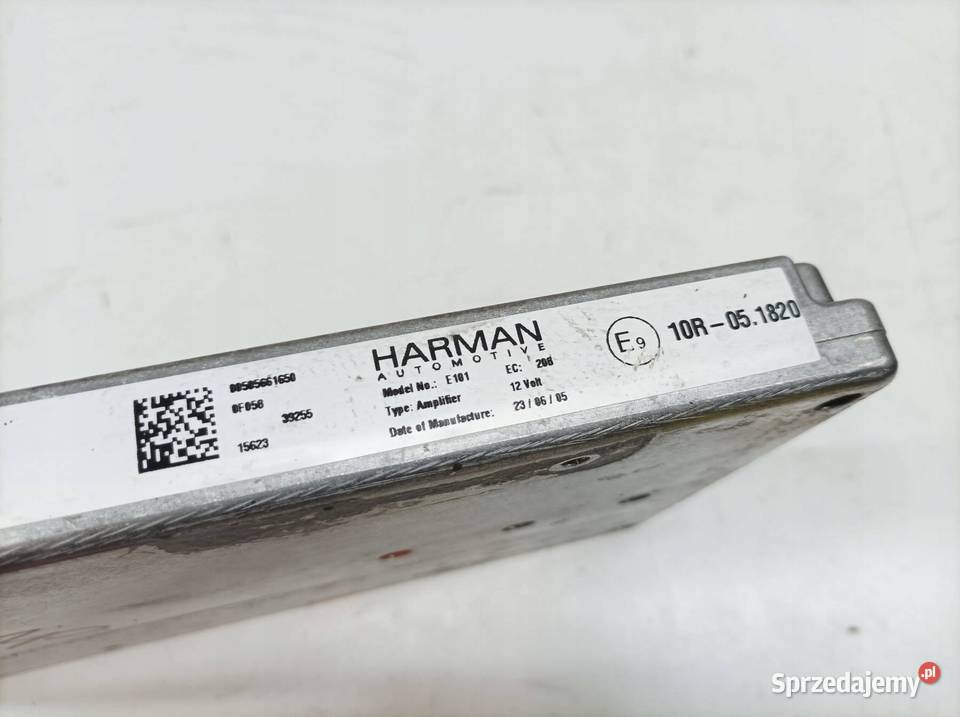 00505661650
0F058
39255
15623
HARMAN
AUTOMOTIVE
Model No.: E101 EC: 208
Type: Amplifier 12 Volt
Date of Manufacture: 23 / 06 / 05
E9 10R-05.1820
Sprzedajemy.pl